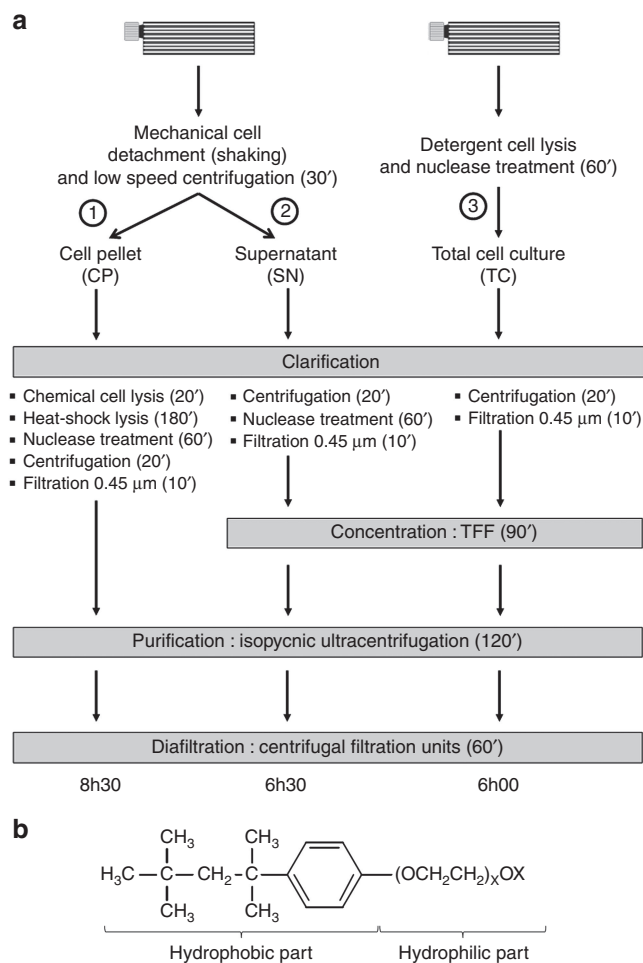 a
Mechanical cell
detachment (shaking)
and low speed centrifugation (30′)
Detergent cell lysis
and nuclease treatment (60′)
1
2
3
Cell pellet
(CP)
Supernatant
(SN)
Total cell culture
(TC)
Clarification
▪ Chemical cell lysis (20′)
▪ Heat-shock lysis (180′)
▪ Nuclease treatment (60′)
▪ Centrifugation (20′)
▪ Filtration 0.45 μm (10′)
▪ Centrifugation (20′)
▪ Nuclease treatment (60′)
▪ Filtration 0.45 μm (10′)
▪ Centrifugation (20′)
▪ Filtration 0.45 μm (10′)
Concentration : TFF (90′)
Purification : isopycnic ultracentrifugation (120′)
Diafiltration : centrifugal filtration units (60′)
8h30
6h30
6h00
b
CH₃ CH₃
H₃C C CH₂ C (OCH₂CH₂)ₓOX
CH₃ CH₃
Hydrophobic part
Hydrophilic part